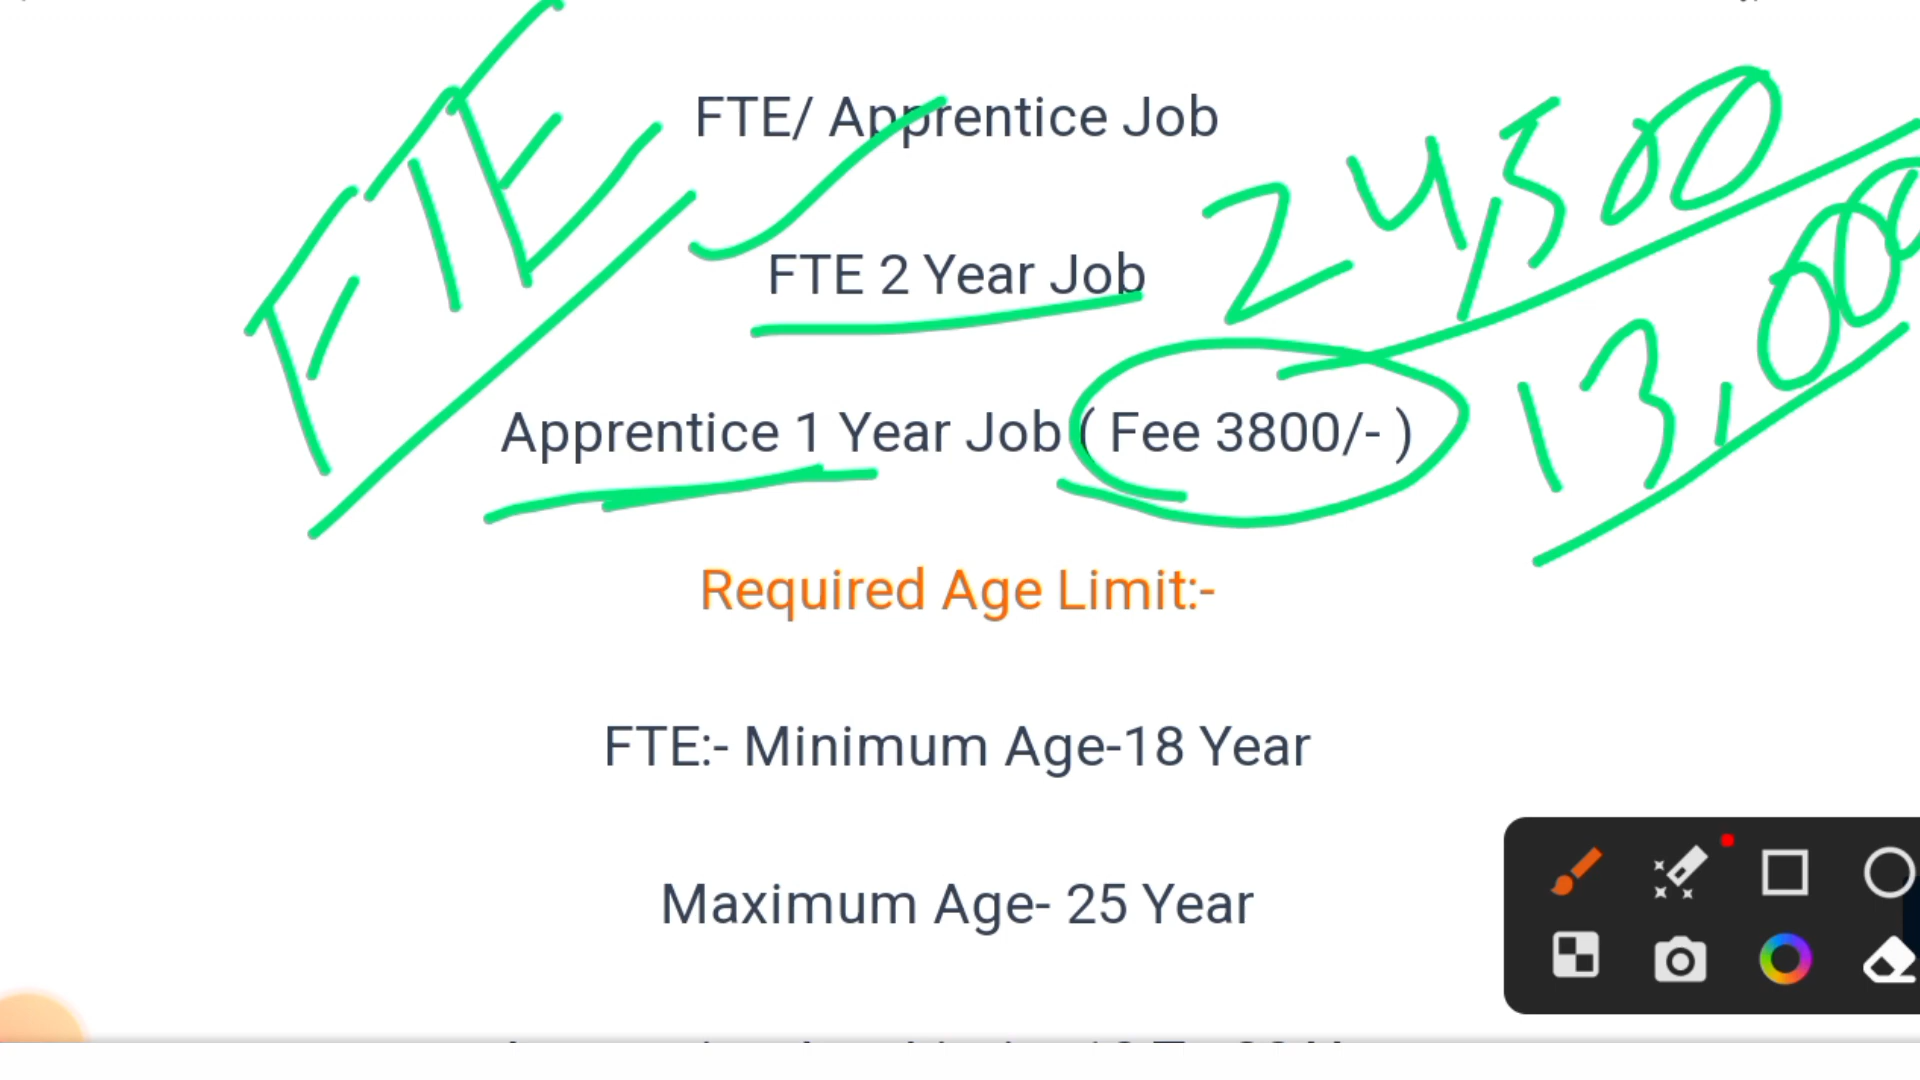 FTE/ Apprentice Job
FTE
24,500
FTE 2 Year Job
13,000
Apprentice 1 Year Job ( Fee 3800/- )
Required Age Limit:-
FTE:- Minimum Age-18 Year
Maximum Age- 25 Year